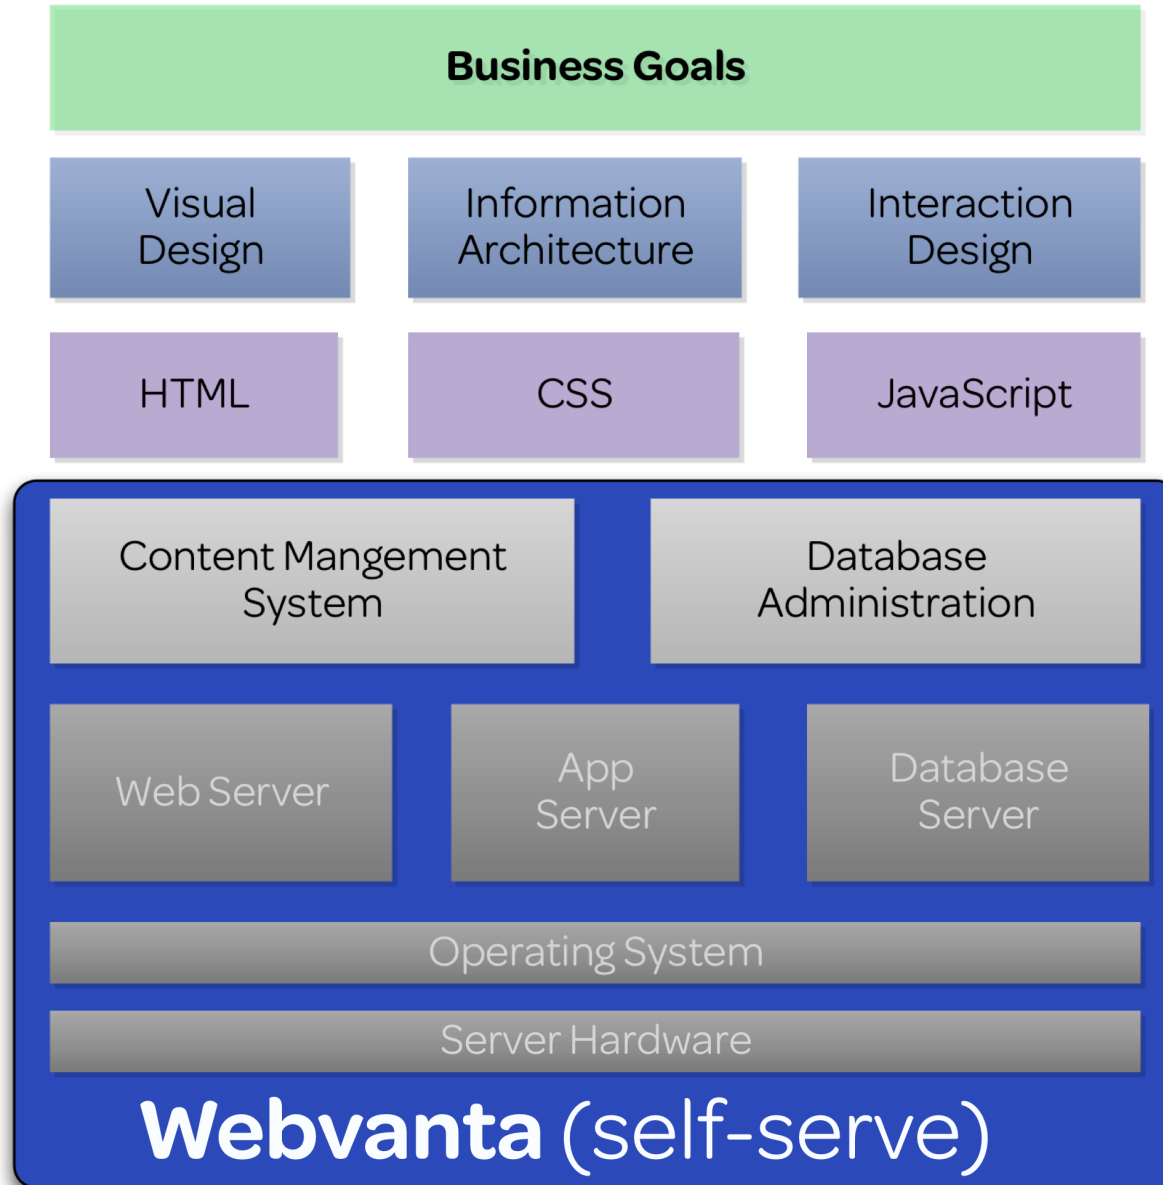 Business Goals
Visual
Design
Information
Architecture
Interaction
Design
HTML
CSS
JavaScript
Content Mangement
System
Database
Administration
Web Server
App
Server
Database
Server
Operating System
Server Hardware
Webvanta (self-serve)